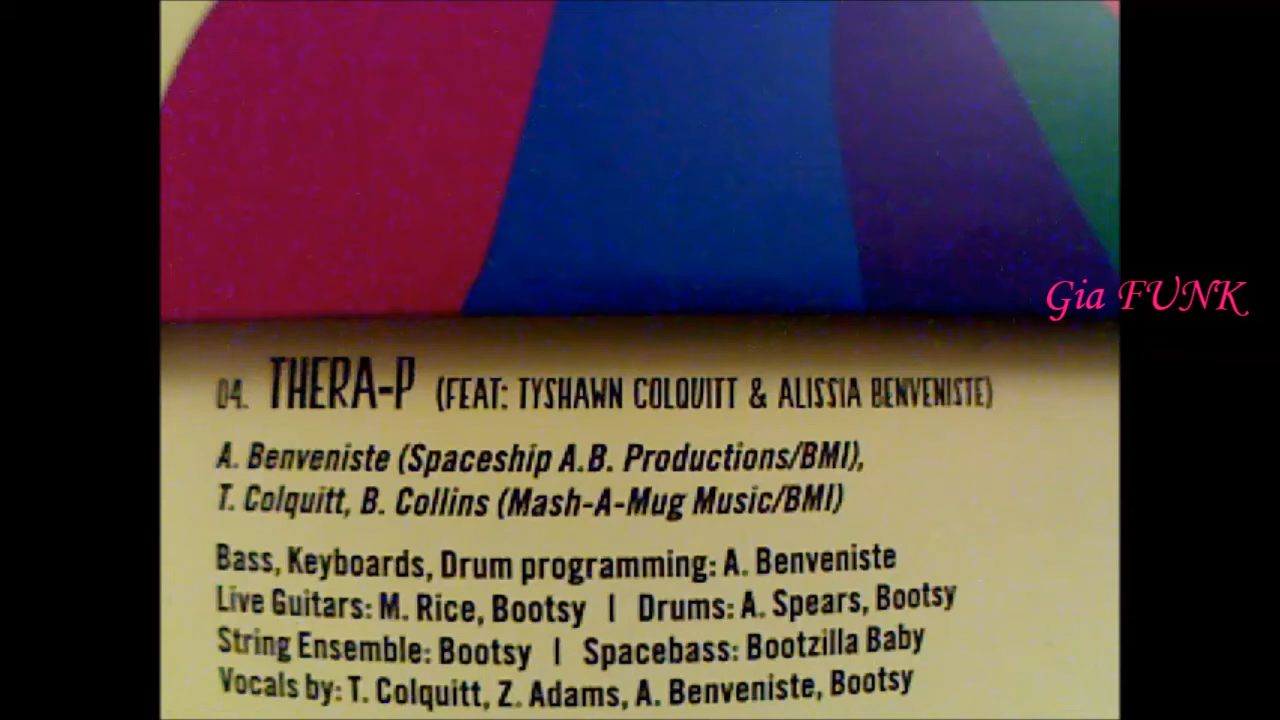 Gia FUNK
04. THERA-P (FEAT: TYSHAWN COLQUITT & ALISSIA BENVENISTE)
A. Benveniste (Spaceship A.B. Productions/BMI),
T. Colquitt, B. Collins (Mash-A-Mug Music/BMI)
Bass, Keyboards, Drum programming: A. Benveniste
Live Guitars: M. Rice, Bootsy | Drums: A. Spears, Bootsy
String Ensemble: Bootsy | Spacebass: Bootzilla Baby
Vocals by: T. Colquitt, Z. Adams, A. Benveniste, Bootsy